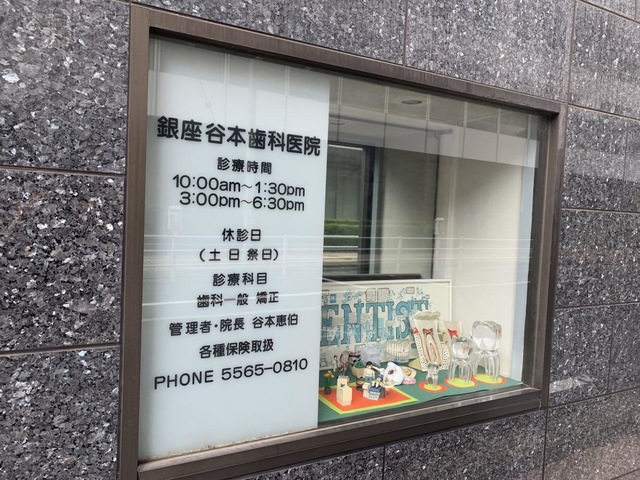 銀座谷本歯科医院
診療時間
10:00am～1:30pm
3:00pm～6:30pm
休診日
（土日祭日）
診療科目
歯科一般 矯正
管理者・院長 谷本恵伯
各種保険取扱
PHONE 5565-0810